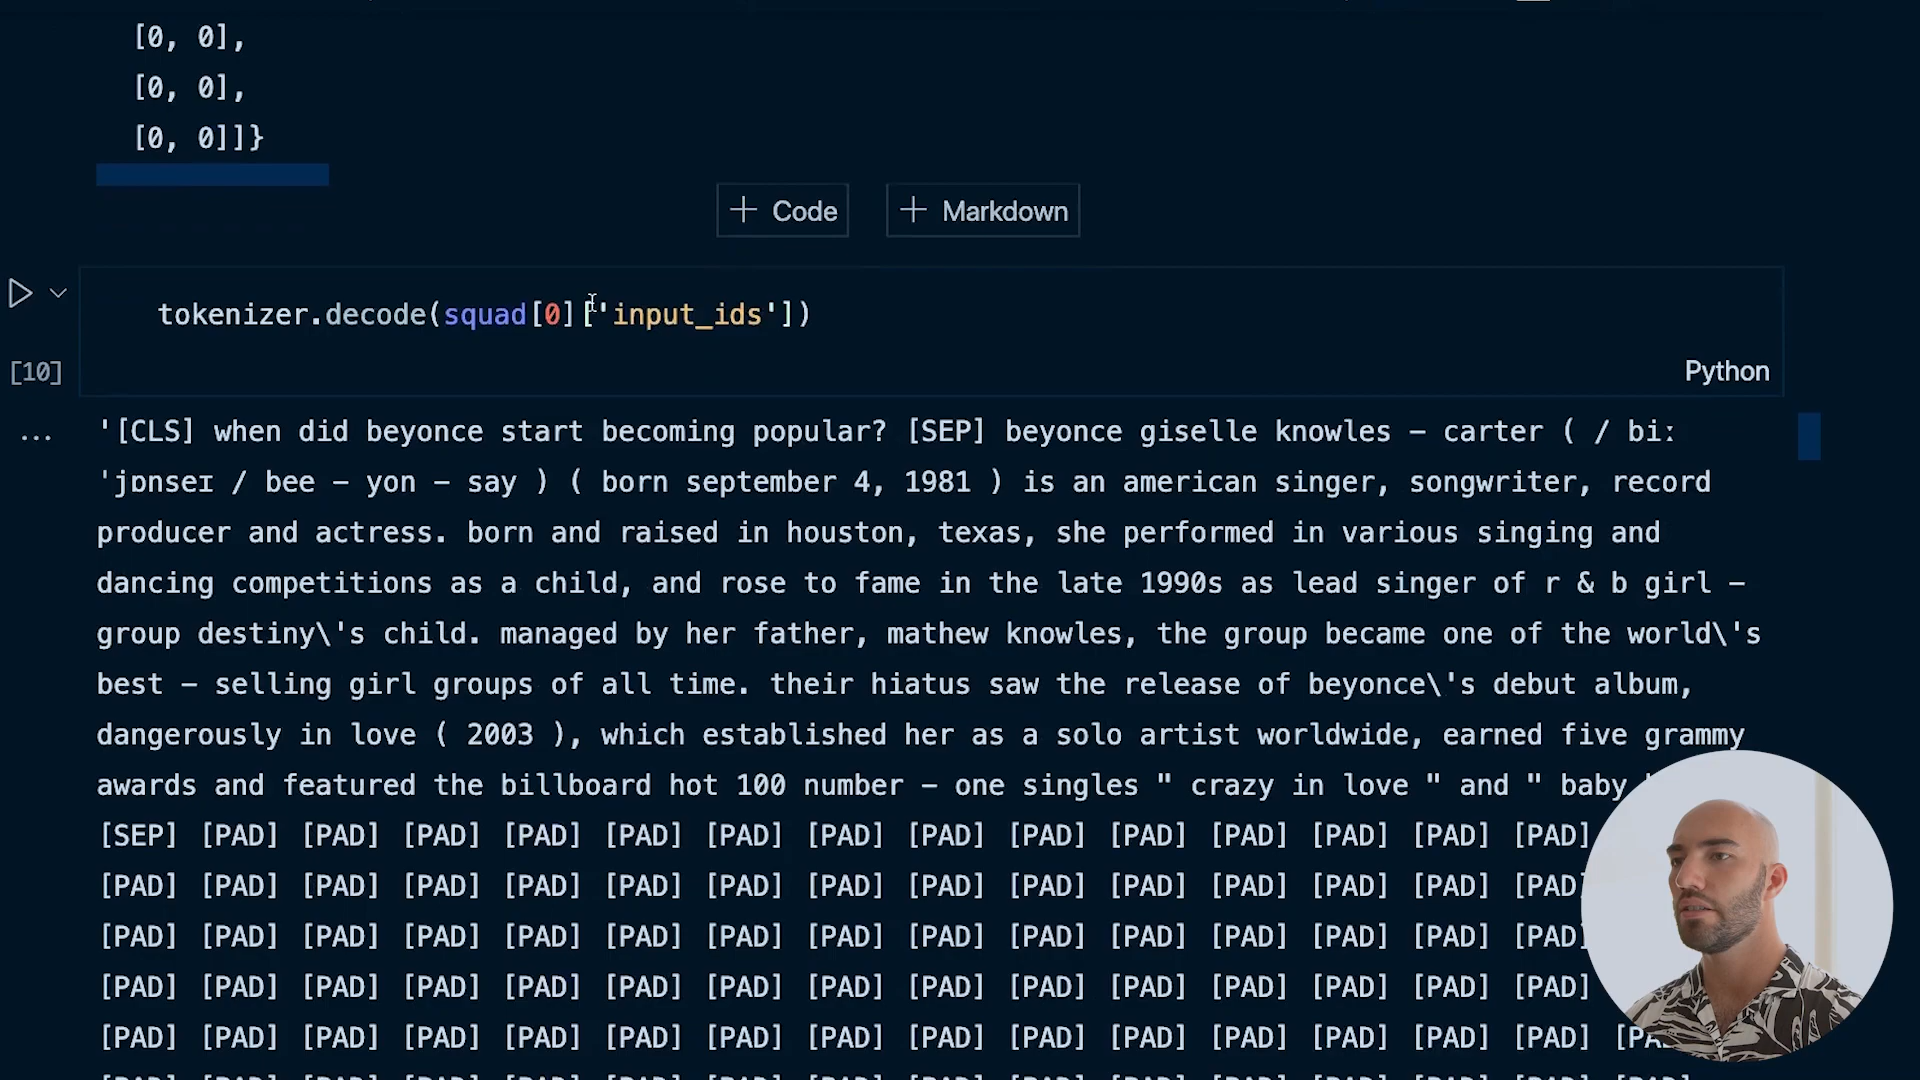 [0, 0],
[0, 0],
[0, 0]]}
+ Code + Markdown
tokenizer.decode(squad[0]['input_ids'])
[10]
Python
... '[CLS] when did beyonce start becoming popular? [SEP] beyonce giselle knowles - carter ( / biː
ˈjɒnseɪ / bee - yon - say ) ( born september 4, 1981 ) is an american singer, songwriter, record
producer and actress. born and raised in houston, texas, she performed in various singing and
dancing competitions as a child, and rose to fame in the late 1990s as lead singer of r & b girl -
group destiny\'s child. managed by her father, mathew knowles, the group became one of the world\'s
best - selling girl groups of all time. their hiatus saw the release of beyonce\'s debut album,
dangerously in love ( 2003 ), which established her as a solo artist worldwide, earned five grammy
awards and featured the billboard hot 100 number - one singles " crazy in love " and " baby
[SEP] [PAD] [PAD] [PAD] [PAD] [PAD] [PAD] [PAD] [PAD] [PAD] [PAD] [PAD] [PAD] [PAD] [PAD]
[PAD] [PAD] [PAD] [PAD] [PAD] [PAD] [PAD] [PAD] [PAD] [PAD] [PAD] [PAD] [PAD] [PAD] [PAD]
[PAD] [PAD] [PAD] [PAD] [PAD] [PAD] [PAD] [PAD] [PAD] [PAD] [PAD] [PAD] [PAD] [PAD] [PAD]
[PAD] [PAD] [PAD] [PAD] [PAD] [PAD] [PAD] [PAD] [PAD] [PAD] [PAD] [PAD] [PAD] [PAD] [PAD]
[PAD] [PAD] [PAD] [PAD] [PAD] [PAD] [PAD] [PAD] [PAD] [PAD] [PAD] [PAD] [PAD] [PAD] [PAD]